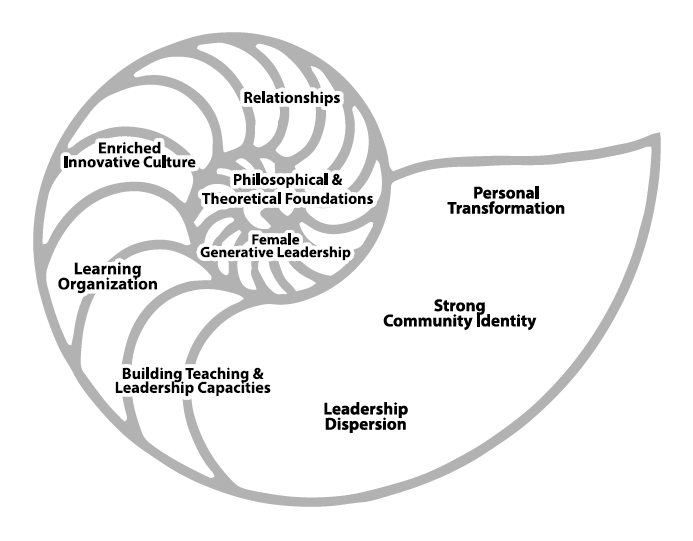 Relationships
Enriched
Innovative Culture
Philosophical &
Theoretical Foundations
Personal
Transformation
Female
Generative Leadership
Learning
Organization
Strong
Community Identity
Building Teaching &
Leadership Capacities
Leadership
Dispersion